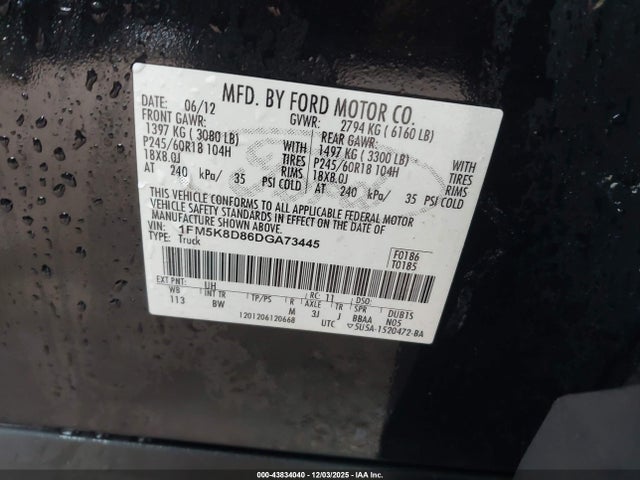 MFD. BY FORD MOTOR CO.
DATE: 06/12 GVWR: 2794 KG ( 6160 LB)
FRONT GAWR: REAR GAWR:
1397 KG ( 3080 LB) 1497 KG ( 3300 LB)
P245/60R18 104H WITH TIRES P245/60R18 104H WITH TIRES
18X8.0J RIMS 18X8.0J RIMS
AT 240 kPa/ 35 PSI COLD AT 240 kPa/ 35 PSI COLD
THIS VEHICLE CONFORMS TO ALL APPLICABLE FEDERAL MOTOR
VEHICLE SAFETY STANDARDS IN EFFECT ON THE DATE OF
MANUFACTURE SHOWN ABOVE.
VIN: 1FM5K8D86DGA73445
TYPE: Truck
F0186
T0185
EXT PNT: UH RC: 11 DSO:
WB INT TR TP/PS R AXLE TR SPR DUB1S
113 BW M 3J J BBAA N05
1201206120668 UTC 5U5A-1520472-BA
000-43834040 - 12/03/2025 - IAA Inc.